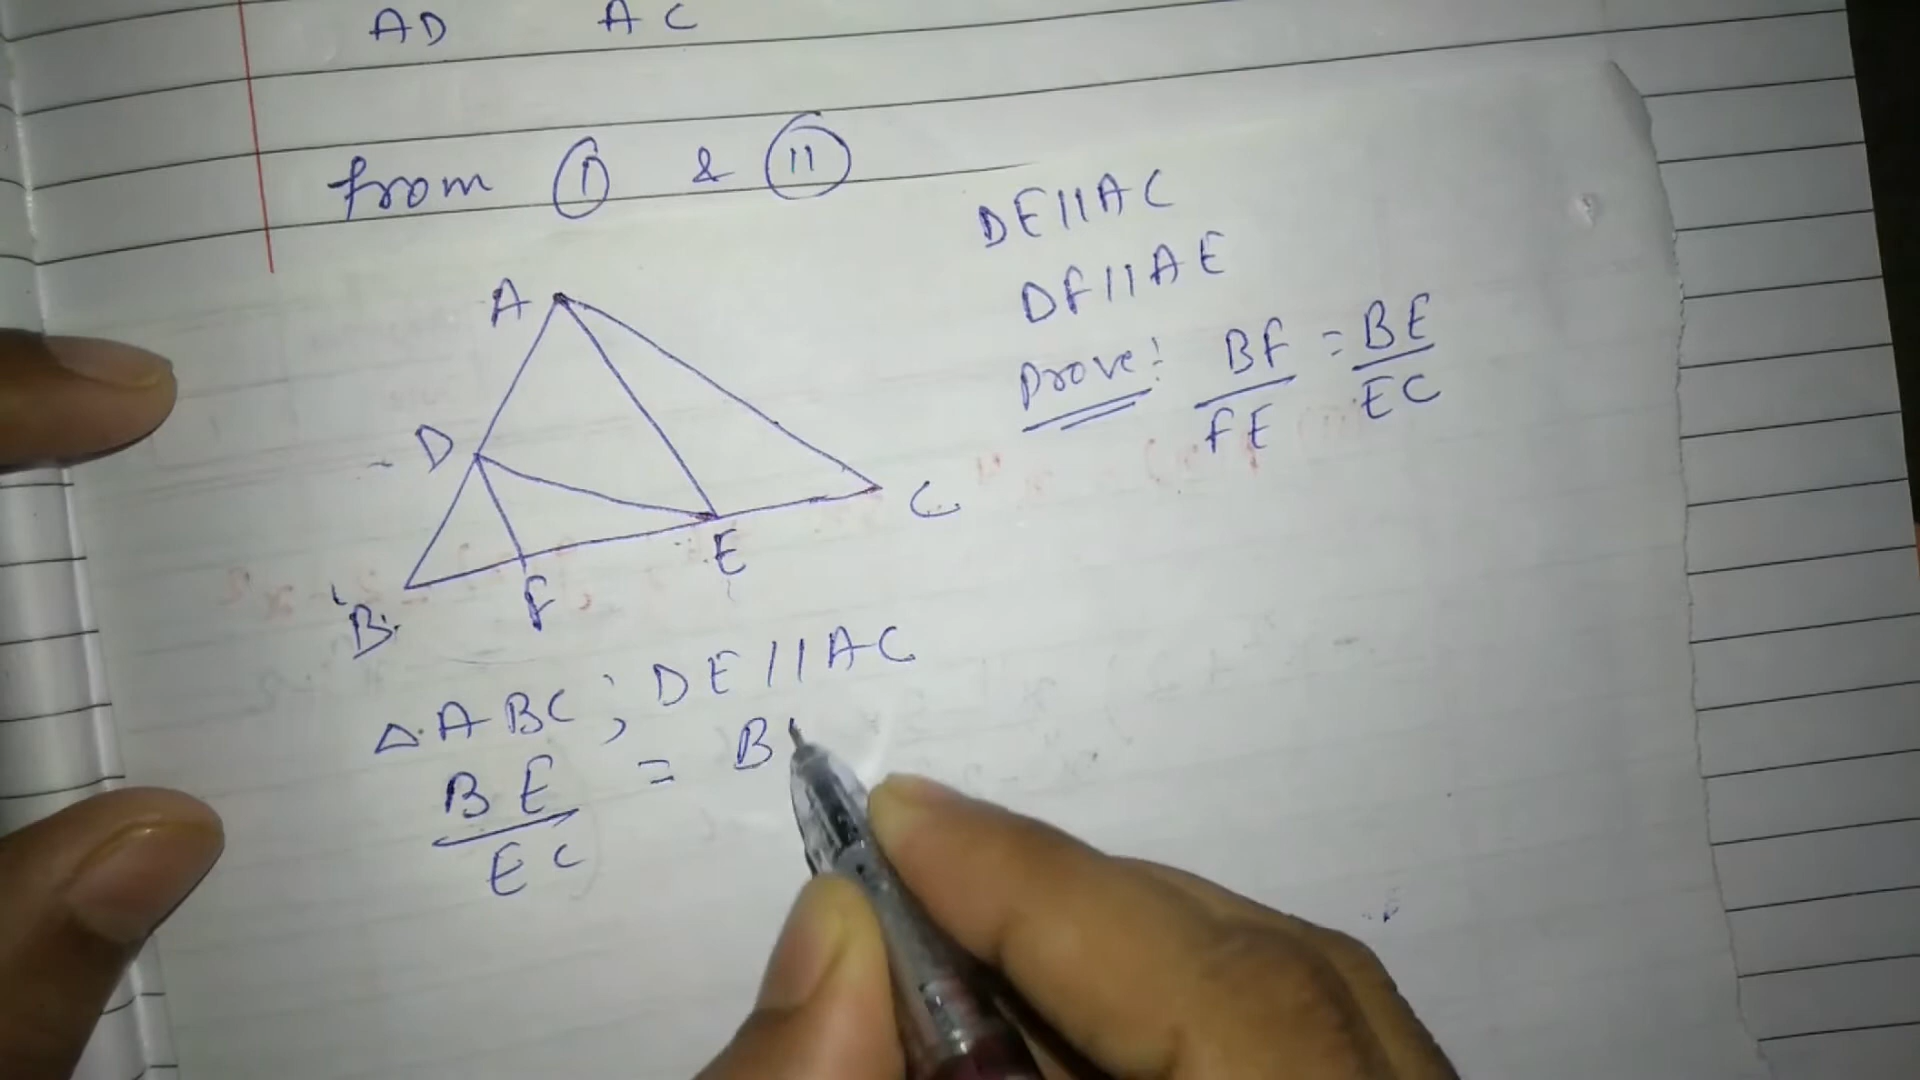 AD AC
from (I) & (II)
DE||AC
DF||AE
Prove: BF/FE = BE/EC
A
D
C
E
F
B
△ABC; DE||AC
BE/EC = B